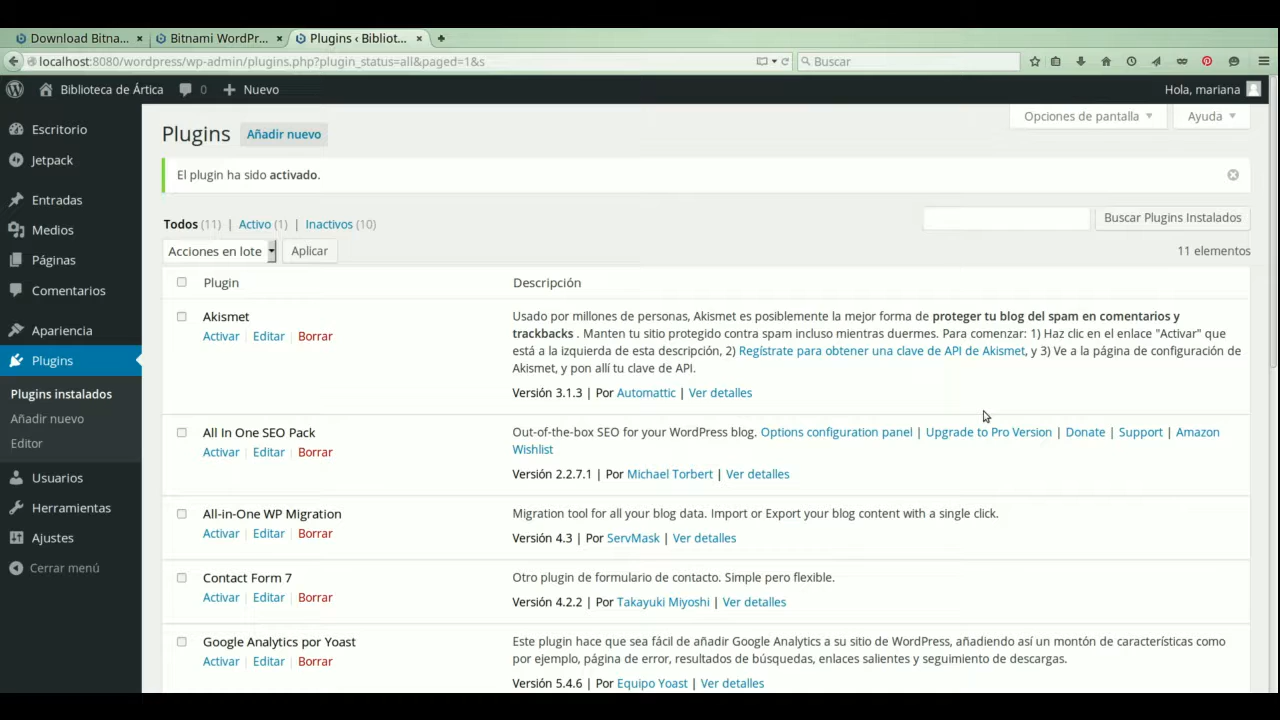 Download Bitna... × Bitnami WordPr... × Plugins ‹ Bibliot... × +
localhost:8080/wordpress/wp-admin/plugins.php?plugin_status=all&paged=1&s Buscar
Biblioteca de Ártica 0 + Nuevo Hola, mariana
Opciones de pantalla Ayuda
Plugins Añadir nuevo
El plugin ha sido activado.
Todos (11) | Activo (1) | Inactivos (10)
Buscar Plugins Instalados
Acciones en lote Aplicar 11 elementos
Plugin Descripción
Akismet
Activar | Editar | Borrar
Usado por millones de personas, Akismet es posiblemente la mejor forma de proteger tu blog del spam en comentarios y
trackbacks . Manten tu sitio protegido contra spam incluso mientras duermes. Para comenzar: 1) Haz clic en el enlace "Activar" que
está a la izquierda de esta descripción, 2) Regístrate para obtener una clave de API de Akismet, y 3) Ve a la página de configuración de
Akismet, y pon allí tu clave de API.
Versión 3.1.3 | Por Automattic | Ver detalles
All In One SEO Pack
Activar | Editar | Borrar
Out-of-the-box SEO for your WordPress blog. Options configuration panel | Upgrade to Pro Version | Donate | Support | Amazon
Wishlist
Versión 2.2.7.1 | Por Michael Torbert | Ver detalles
All-in-One WP Migration
Activar | Editar | Borrar
Migration tool for all your blog data. Import or Export your blog content with a single click.
Versión 4.3 | Por ServMask | Ver detalles
Contact Form 7
Activar | Editar | Borrar
Otro plugin de formulario de contacto. Simple pero flexible.
Versión 4.2.2 | Por Takayuki Miyoshi | Ver detalles
Google Analytics por Yoast
Activar | Editar | Borrar
Este plugin hace que sea fácil de añadir Google Analytics a su sitio de WordPress, añadiendo así un montón de características como
por ejemplo, página de error, resultados de búsquedas, enlaces salientes y seguimiento de descargas.
Versión 5.4.6 | Por Equipo Yoast | Ver detalles
Escritorio
Jetpack
Entradas
Medios
Páginas
Comentarios
Apariencia
Plugins
Plugins instalados
Añadir nuevo
Editor
Usuarios
Herramientas
Ajustes
Cerrar menú